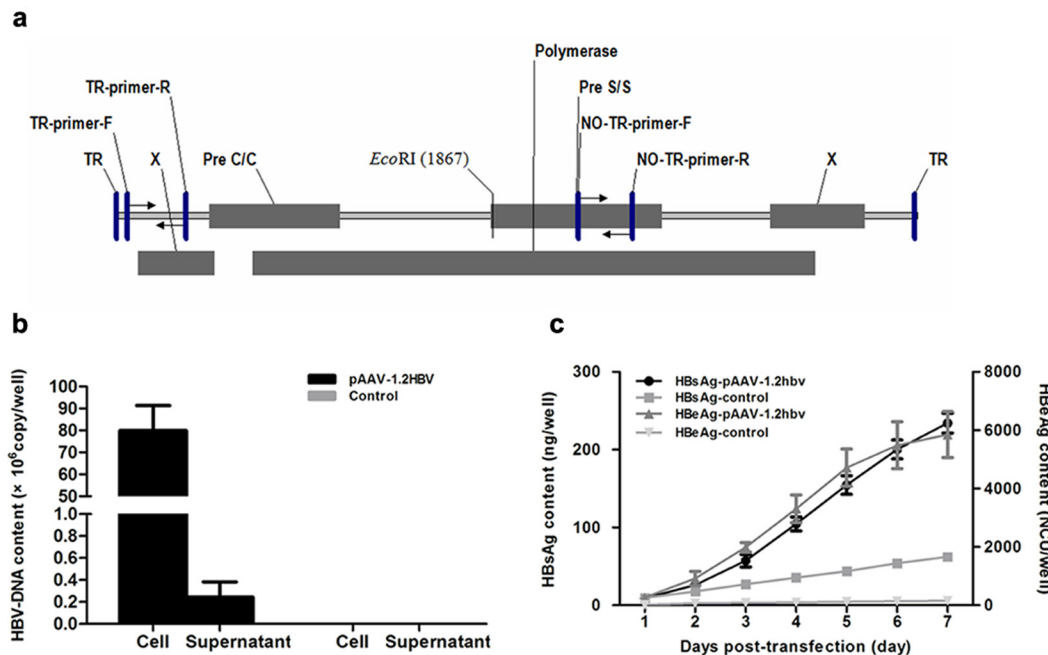 a
Polymerase
TR-primer-R
Pre S/S
TR-primer-F
NO-TR-primer-F
TR
X
Pre C/C
EcoRI (1867)
NO-TR-primer-R
X
TR
b
HBV-DNA content (× 10⁶copy/well)
100
90
80
70
60
50
1.0
0.8
0.6
0.4
0.2
0.0
pAAV-1.2HBV
Control
Cell
Supernatant
Cell
Supernatant
c
HBsAg content (ng/well)
300
200
100
0
HBsAg-pAAV-1.2hbv
HBsAg-control
HBeAg-pAAV-1.2hbv
HBeAg-control
8000
6000
4000
2000
0
HBeAg content (NCU/well)
1 2 3 4 5 6 7
Days post-transfection (day)